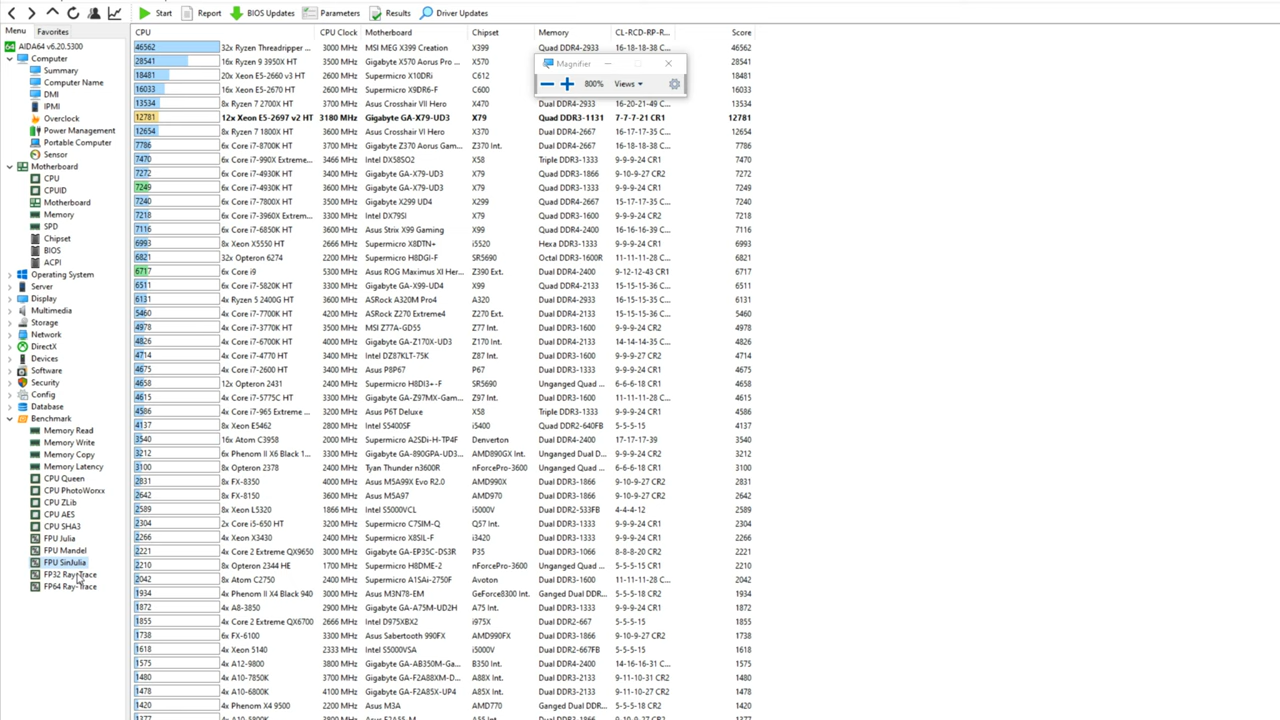 Start Report BIOS Updates Parameters Results Driver Updates
Menu Favorites
AIDA64 v6.20.5300
Computer
Summary
Computer Name
DMI
IPMI
Overclock
Power Management
Portable Computer
Sensor
Motherboard
CPU
CPUID
Motherboard
Memory
SPD
Chipset
BIOS
ACPI
Operating System
Server
Display
Multimedia
Storage
Network
DirectX
Devices
Software
Security
Config
Database
Benchmark
Memory Read
Memory Write
Memory Copy
Memory Latency
CPU Queen
CPU PhotoWorxx
CPU ZLib
CPU AES
CPU SHA3
FPU Julia
FPU Mandel
FPU SinJulia
FP32 Ray-Trace
FP64 Ray-Trace
Magnifier
800% Views
CPU CPU Clock Motherboard Chipset Memory CL-RCD-RP-R... Score
46562 32x Ryzen Threadripper ... 3000 MHz MSI MEG X399 Creation X399 Quad DDR4-2933 16-18-18-38 C... 46562
28541 16x Ryzen 9 3950X HT 3500 MHz Gigabyte X570 Aorus Pro ... X570 28541
18481 20x Xeon E5-2660 v3 HT 2600 MHz Supermicro X10DRi C612 18481
16033 16x Xeon E5-2670 HT 2600 MHz Supermicro X9DR6-F C600 16033
13534 8x Ryzen 7 2700X HT 3700 MHz Asus Crosshair VII Hero X470 Dual DDR4-2933 16-20-21-49 C... 13534
12781 12x Xeon E5-2697 v2 HT 3180 MHz Gigabyte GA-X79-UD3 X79 Quad DDR3-1131 7-7-7-21 CR1 12781
12654 8x Ryzen 7 1800X HT 3600 MHz Asus Crosshair VI Hero X370 Dual DDR4-2667 16-17-17-35 C... 12654
7786 6x Core i7-8700K HT 3700 MHz Gigabyte Z370 Aorus Gam... Z370 Int. Dual DDR4-2667 16-18-18-38 C... 7786
7470 6x Core i7-990X Extreme... 3466 MHz Intel DX58SO2 X58 Triple DDR3-1333 9-9-9-24 CR1 7470
7272 6x Core i7-4930K HT 3400 MHz Gigabyte GA-X79-UD3 X79 Quad DDR3-1866 9-10-9-27 CR2 7272
7249 6x Core i7-4930K HT 3600 MHz Gigabyte GA-X79-UD3 X79 Quad DDR3-1333 9-9-9-24 CR1 7249
7240 6x Core i7-7800X HT 3500 MHz Gigabyte X299 UD4 X299 Quad DDR4-2667 15-17-17-35 C... 7240
7218 6x Core i7-3960X Extrem... 3300 MHz Intel DX79SI X79 Quad DDR3-1600 9-9-9-24 CR2 7218
7116 6x Core i7-6850K HT 3600 MHz Asus Strix X99 Gaming X99 Quad DDR4-2400 16-16-16-39 C... 7116
6993 8x Xeon X5550 HT 2666 MHz Supermicro X8DTN+ i5520 Hexa DDR3-1333 9-9-9-24 CR1 6993
6821 32x Opteron 6274 2200 MHz Supermicro H8DGI-F SR5690 Octal DDR3-1600R 11-11-11-28 C... 6821
6717 6x Core i9 5300 MHz Asus ROG Maximus XI Her... Z390 Ext. Dual DDR4-2400 9-12-12-43 CR1 6717
6511 6x Core i7-5820K HT 3300 MHz Gigabyte GA-X99-UD4 X99 Quad DDR4-2133 15-15-15-36 C... 6511
6131 4x Ryzen 5 2400G HT 3600 MHz ASRock A320M Pro4 A320 Dual DDR4-2933 16-15-15-35 C... 6131
5460 4x Core i7-7700K HT 4200 MHz ASRock Z270 Extreme4 Z270 Ext. Dual DDR4-2133 15-15-15-36 C... 5460
4978 4x Core i7-3770K HT 3500 MHz MSI Z77A-GD55 Z77 Int. Dual DDR3-1600 9-9-9-24 CR2 4978
4826 4x Core i7-6700K HT 4000 MHz Gigabyte GA-Z170X-UD3 Z170 Int. Dual DDR4-2133 14-14-14-35 C... 4826
4714 4x Core i7-4770 HT 3400 MHz Intel DZ87KLT-75K Z87 Int. Dual DDR3-1600 9-9-9-27 CR2 4714
4675 4x Core i7-2600 HT 3400 MHz Asus P8P67 P67 Dual DDR3-1333 9-9-9-24 CR1 4675
4658 12x Opteron 2431 2400 MHz Supermicro H8DI3+-F SR5690 Unganged Quad ... 6-6-6-18 CR1 4658
4615 4x Core i7-5775C HT 3300 MHz Gigabyte GA-Z97MX-Gam... Z97 Int. Dual DDR3-1600 9-9-9-27 CR1 4615
4586 4x Core i7-965 Extreme ... 3200 MHz Asus P6T Deluxe X58 Triple DDR3-1333 9-9-9-24 CR1 4586
4137 8x Xeon E5462 2800 MHz Intel S5400SF i5400 Quad DDR2-640FB 5-5-5-15 4137
3540 16x Atom C3958 2000 MHz Supermicro A2SDi-H-TP4F Denverton Dual DDR4-2400 17-17-17-39 3540
3212 6x Phenom II X6 Black 1... 3300 MHz Gigabyte GA-890GPA-UD3... AMD890GX Int. Unganged Dual D... 9-9-9-24 CR1 3212
3100 8x Opteron 2378 2400 MHz Tyan Thunder n3600R nForcePro-3600 Unganged Quad ... 6-6-6-18 CR1 3100
2831 8x FX-8350 4000 MHz Asus M5A99X Evo R2.0 AMD990X Dual DDR3-1866 9-10-9-27 CR2 2831
2642 8x FX-8150 3600 MHz Asus M5A97 AMD970 Dual DDR3-1866 9-10-9-27 CR2 2642
2589 8x Xeon L5320 1866 MHz Intel S5000VCL i5000V Dual DDR2-533FB 4-4-4-12 2589
2304 2x Core i5-650 HT 3200 MHz Supermicro C7SIM-Q Q57 Int. Dual DDR3-1333 9-9-9-24 CR1 2304
2266 4x Xeon X3430 2400 MHz Supermicro X8SIL-F i3420 Dual DDR3-1333 9-9-9-24 CR1 2266
2221 4x Core 2 Extreme QX9650 3000 MHz Gigabyte GA-EP35C-DS3R P35 Dual DDR3-1066 8-8-8-20 CR2 2221
2210 8x Opteron 2344 HE 1700 MHz Supermicro H8DME-2 nForcePro-3600 Unganged Quad ... 5-5-5-15 CR1 2210
2042 8x Atom C2750 2400 MHz Supermicro A1SAi-2750F Avoton Dual DDR3-1600 11-11-11-28 C... 2042
1934 4x Phenom II X4 Black 940 3000 MHz Asus M3N78-EM GeForce8300 Int. Ganged Dual DDR... 5-5-5-18 CR2 1934
1872 4x A8-3850 2900 MHz Gigabyte GA-A75M-UD2H A75 Int. Dual DDR3-1333 9-9-9-24 CR1 1872
1855 4x Core 2 Extreme QX6700 2666 MHz Intel D975XBX2 i975X Dual DDR2-667 5-5-5-15 1855
1738 6x FX-6100 3300 MHz Asus Sabertooth 990FX AMD990FX Dual DDR3-1866 9-10-9-27 CR2 1738
1618 4x Xeon 5140 2333 MHz Intel S5000VSA i5000V Dual DDR2-667FB 5-5-5-15 1618
1575 4x A12-9800 3800 MHz Gigabyte GA-AB350M-Ga... B350 Int. Dual DDR4-2400 14-16-16-31 C... 1575
1480 4x A10-7850K 3700 MHz Gigabyte GA-F2A88XM-D... A88X Int. Dual DDR3-2133 9-11-10-31 CR2 1480
1478 4x A10-6800K 4100 MHz Gigabyte GA-F2A85X-UP4 A85X Int. Dual DDR3-2133 9-11-10-27 CR2 1478
1420 4x Phenom X4 9500 2200 MHz Asus M3A AMD770 Ganged Dual DDR... 5-5-5-18 CR2 1420